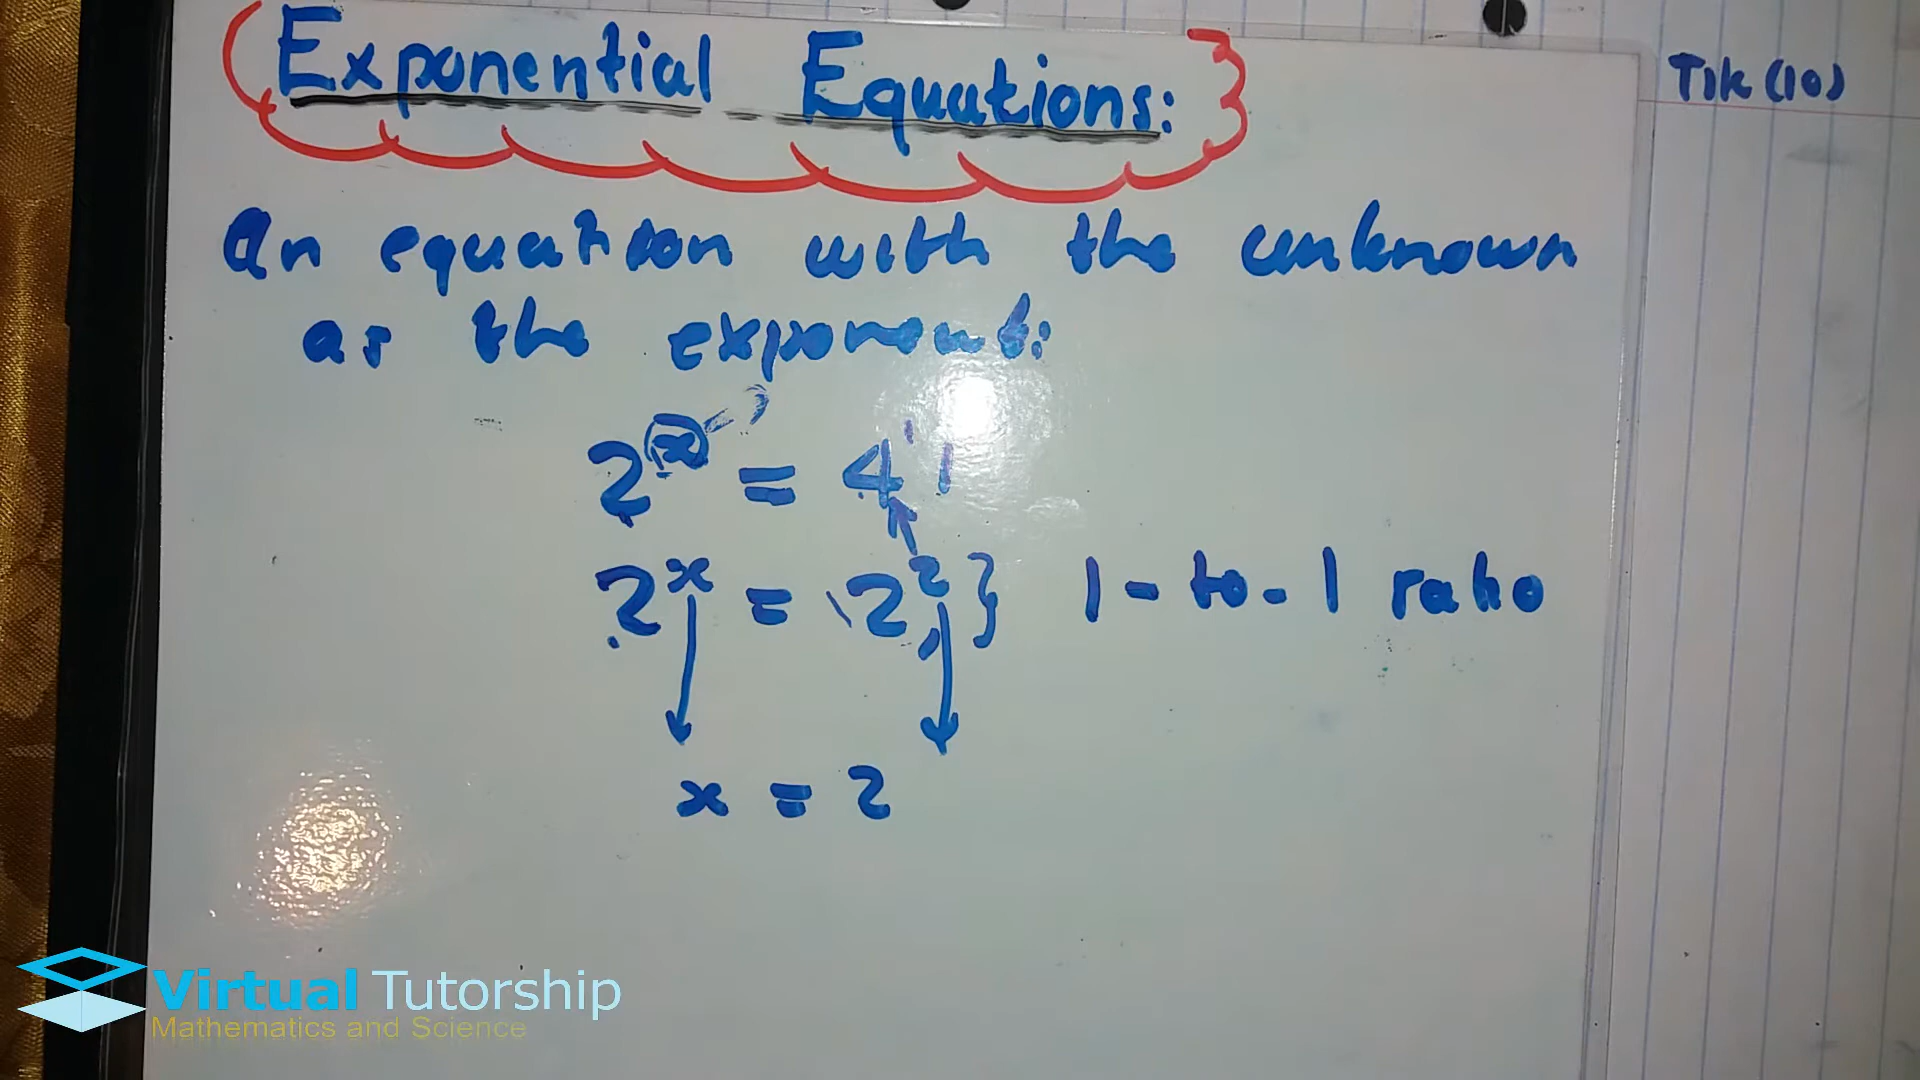 Exponential Equations:
Tlk (10)
An equation with the unknown
as the exponent:
2^x = 4
2^x = 2^2 } 1-to-1 ratio
x = 2
Virtual Tutorship
Mathematics and Science